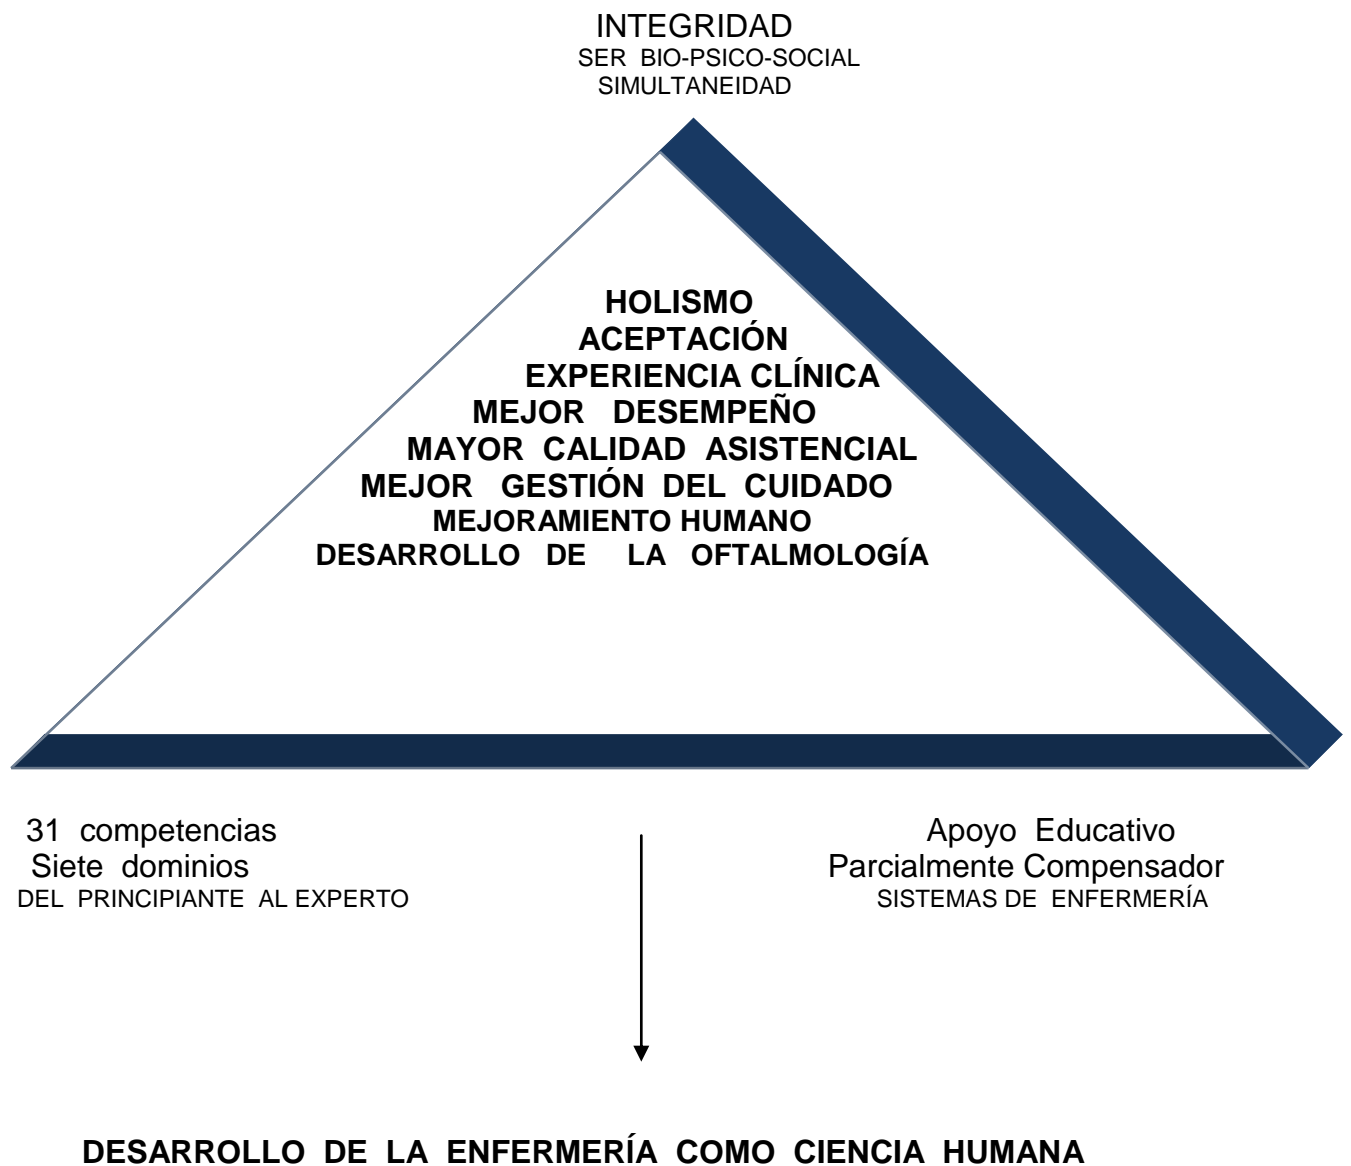 INTEGRIDAD
SER BIO-PSICO-SOCIAL
SIMULTANEIDAD
HOLISMO
ACEPTACIÓN
EXPERIENCIA CLÍNICA
MEJOR DESEMPEÑO
MAYOR CALIDAD ASISTENCIAL
MEJOR GESTIÓN DEL CUIDADO
MEJORAMIENTO HUMANO
DESARROLLO DE LA OFTALMOLOGÍA
31 competencias
Siete dominios
DEL PRINCIPIANTE AL EXPERTO
Apoyo Educativo
Parcialmente Compensador
SISTEMAS DE ENFERMERÍA
DESARROLLO DE LA ENFERMERÍA COMO CIENCIA HUMANA